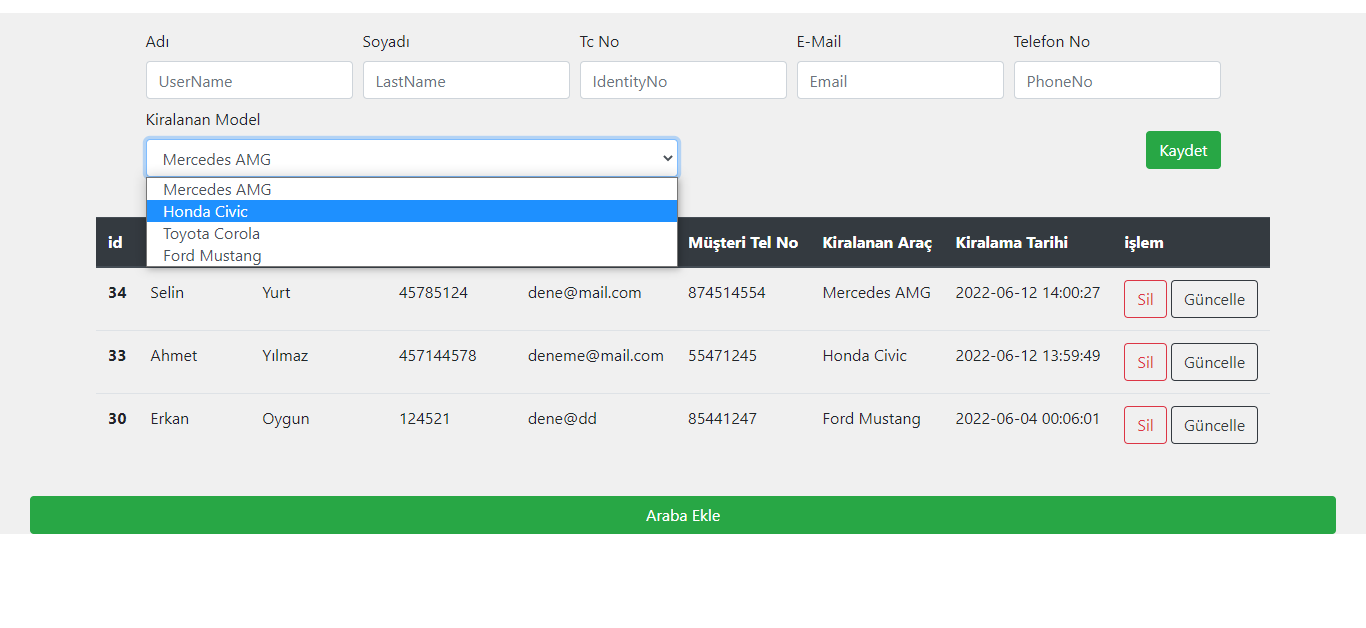 Adı Soyadı Tc No E-Mail Telefon No
UserName LastName IdentityNo Email PhoneNo
Kiralanan Model
Mercedes AMG
Kaydet
Mercedes AMG
Honda Civic
Toyota Corola
Ford Mustang
id Müşteri Tel No Kiralanan Araç Kiralama Tarihi işlem
34 Selin Yurt 45785124 dene@mail.com 874514554 Mercedes AMG 2022-06-12 14:00:27 Sil Güncelle
33 Ahmet Yılmaz 457144578 deneme@mail.com 55471245 Honda Civic 2022-06-12 13:59:49 Sil Güncelle
30 Erkan Oygun 124521 dene@dd 85441247 Ford Mustang 2022-06-04 00:06:01 Sil Güncelle
Araba Ekle